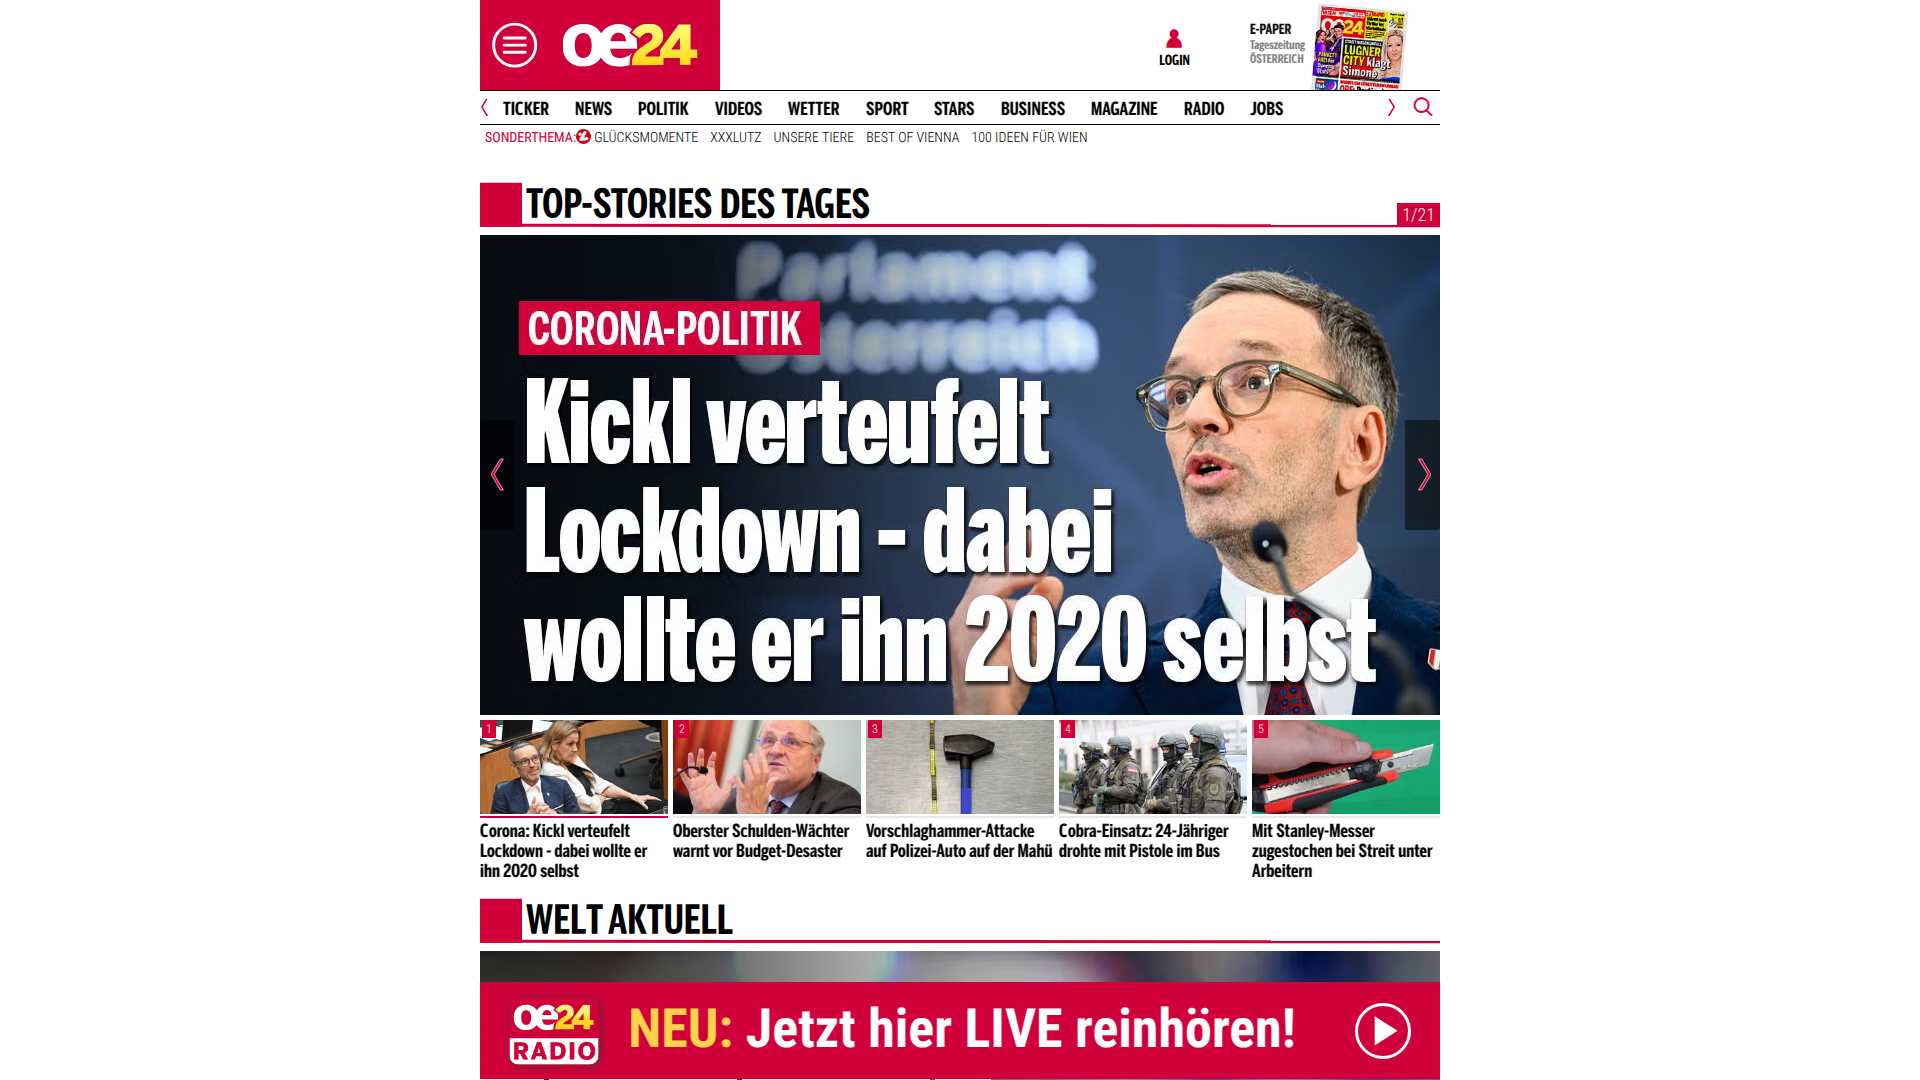 oe24
LOGIN
E-PAPER
Tageszeitung
ÖSTERREICH
oe24
LUGNER
CITY klagt
Simone
TICKER NEWS POLITIK VIDEOS WETTER SPORT STARS BUSINESS MAGAZINE RADIO JOBS
SONDERTHEMA: GLÜCKSMOMENTE XXXLUTZ UNSERE TIERE BEST OF VIENNA 100 IDEEN FÜR WIEN
TOP-STORIES DES TAGES
1/21
Parlament
Österreich
CORONA-POLITIK
Kickl verteufelt
Lockdown - dabei
wollte er ihn 2020 selbst
1
Corona: Kickl verteufelt
Lockdown - dabei wollte er
ihn 2020 selbst
2
Oberster Schulden-Wächter
warnt vor Budget-Desaster
3
Vorschlaghammer-Attacke
auf Polizei-Auto auf der Mahü
4
Cobra-Einsatz: 24-Jähriger
drohte mit Pistole im Bus
5
Mit Stanley-Messer
zugestochen bei Streit unter
Arbeitern
WELT AKTUELL
oe24
RADIO
NEU: Jetzt hier LIVE reinhören!